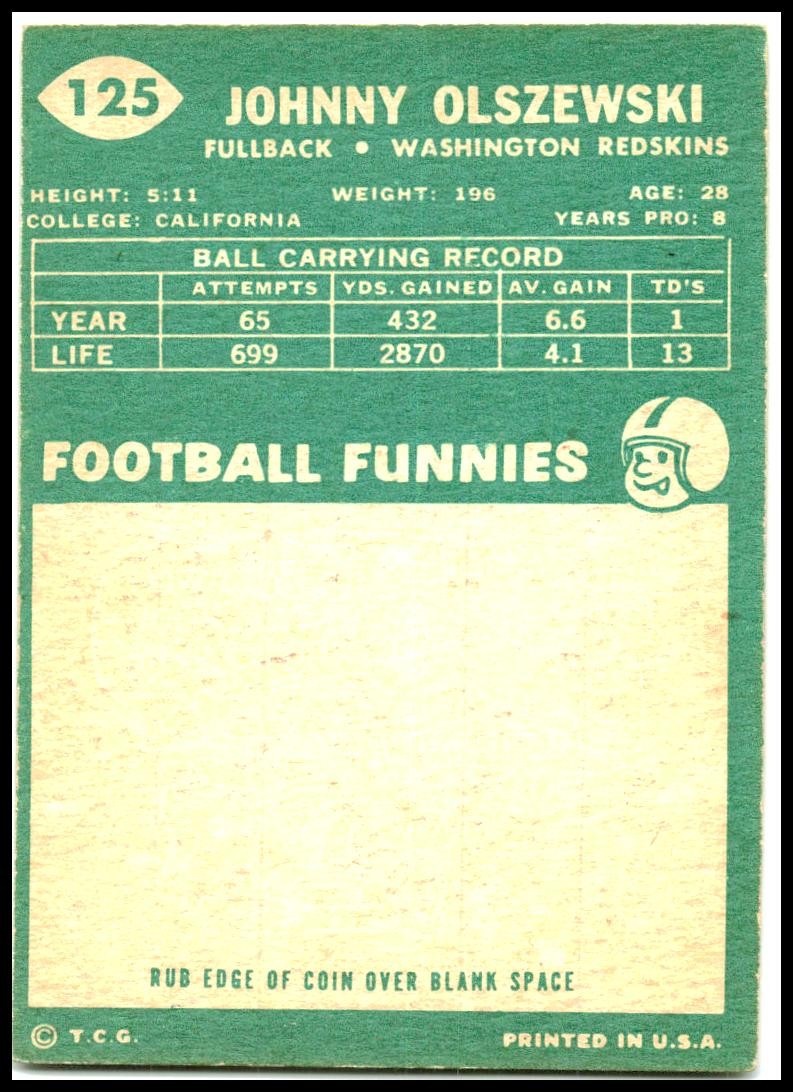 125
JOHNNY OLSZEWSKI
FULLBACK • WASHINGTON REDSKINS
HEIGHT: 5:11 WEIGHT: 196 AGE: 28
COLLEGE: CALIFORNIA YEARS PRO: 8
BALL CARRYING RECORD
ATTEMPTS YDS. GAINED AV. GAIN TD'S
YEAR 65 432 6.6 1
LIFE 699 2870 4.1 13
FOOTBALL FUNNIES
RUB EDGE OF COIN OVER BLANK SPACE
© T.C.G. PRINTED IN U.S.A.